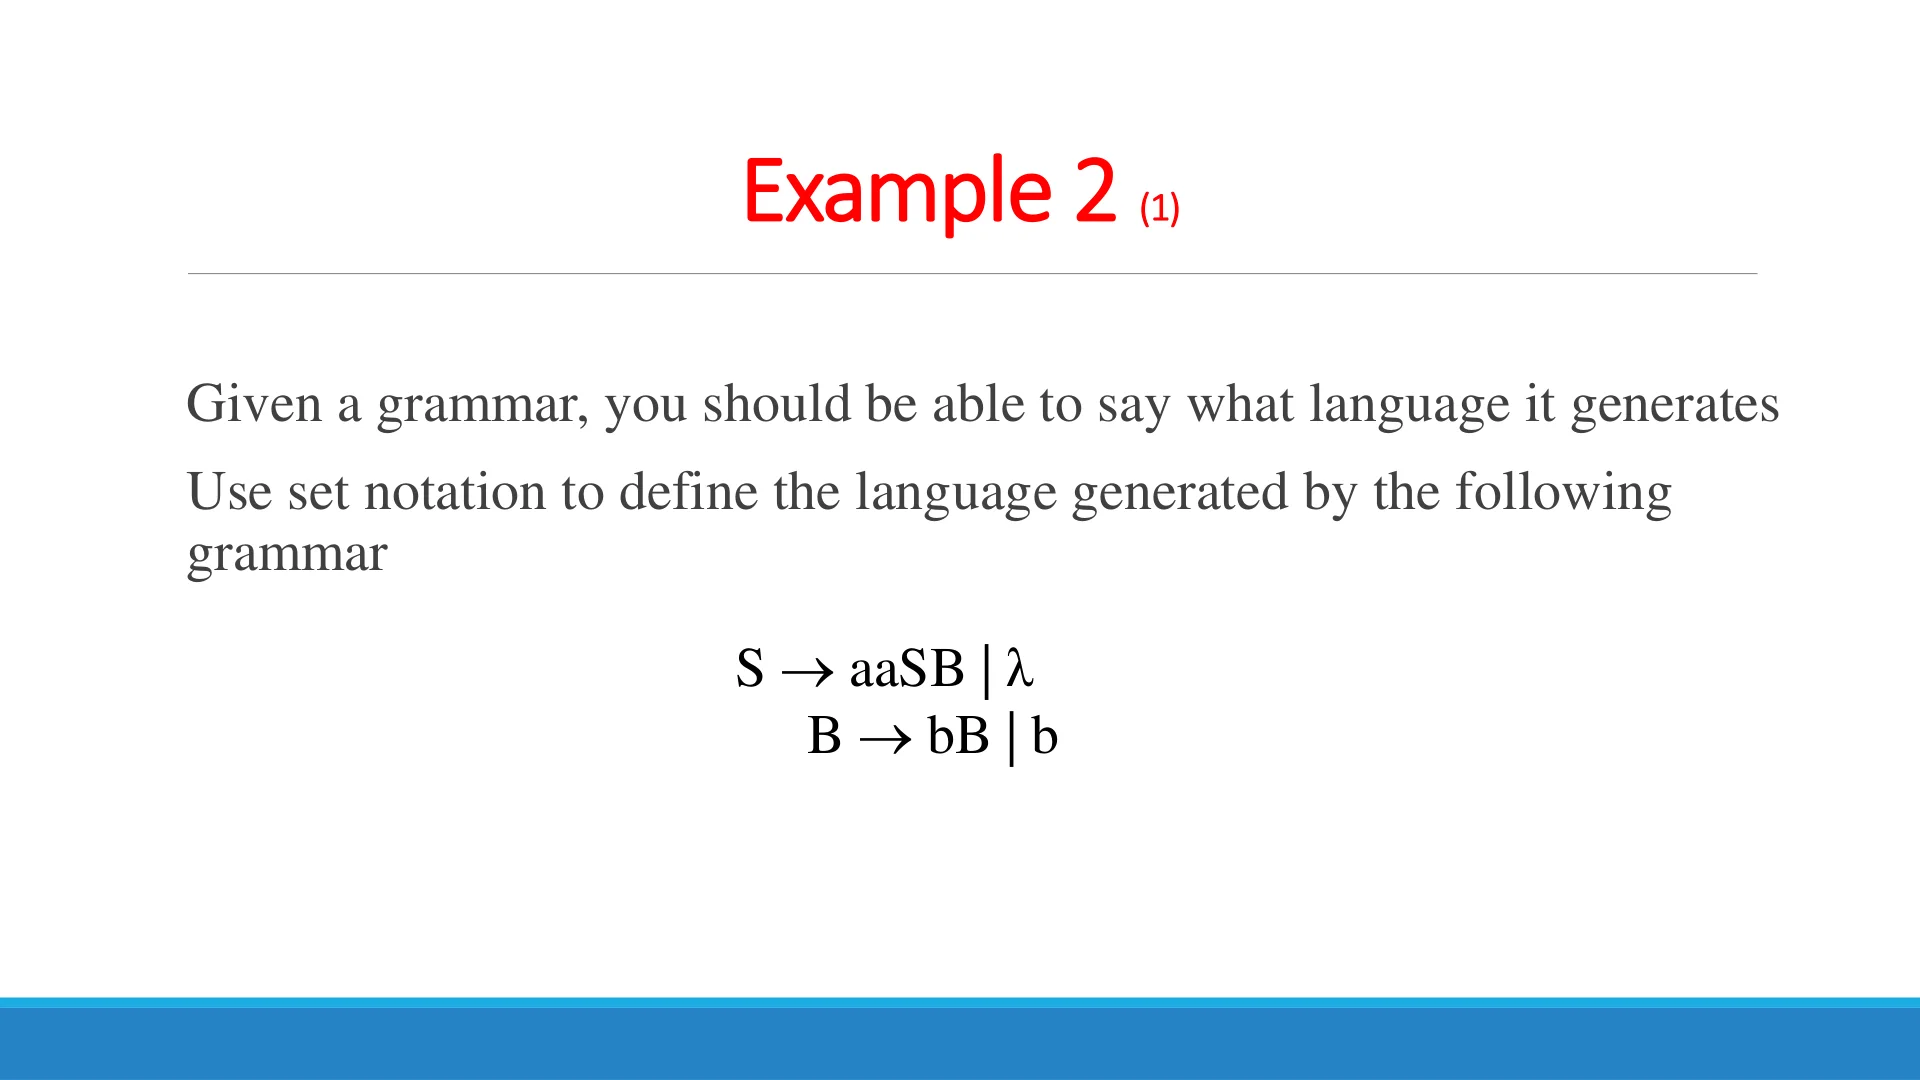 Example 2 (1)
Given a grammar, you should be able to say what language it generates
Use set notation to define the language generated by the following
grammar
S → aaSB | λ
B → bB | b